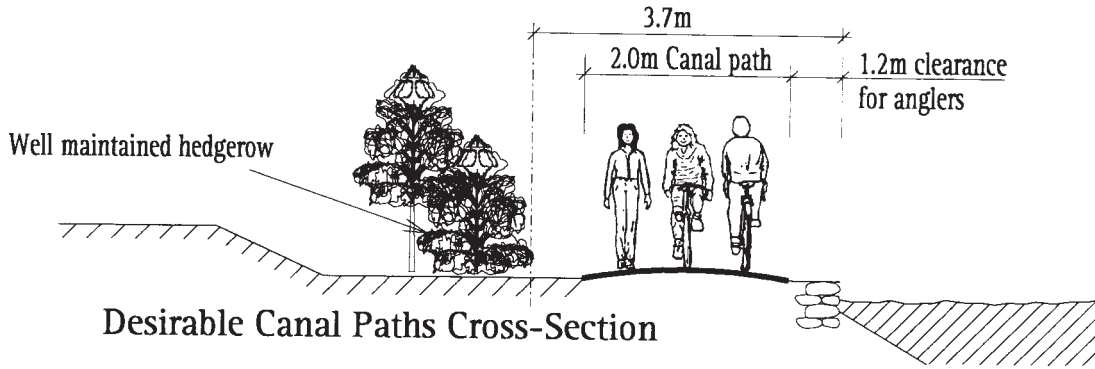 3.7m
2.0m Canal path
1.2m clearance
for anglers
Well maintained hedgerow
Desirable Canal Paths Cross-Section